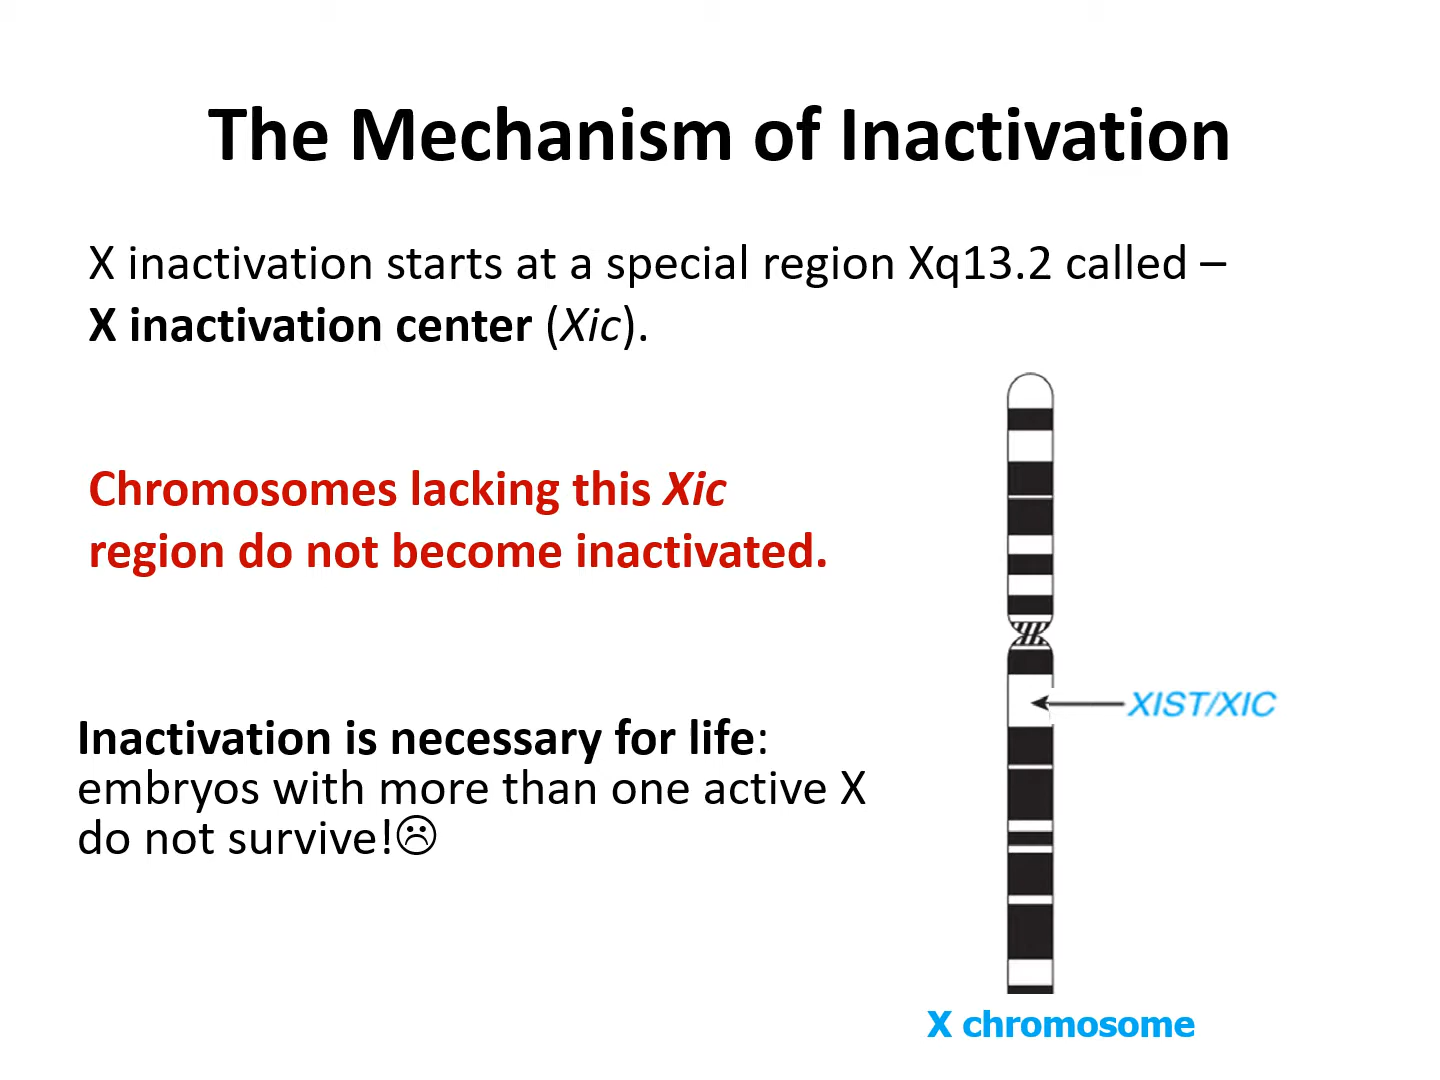 The Mechanism of Inactivation
X inactivation starts at a special region Xq13.2 called –
X inactivation center (Xic).
Chromosomes lacking this Xic
region do not become inactivated.
XIST/XIC
Inactivation is necessary for life:
embryos with more than one active X
do not survive!☹
X chromosome